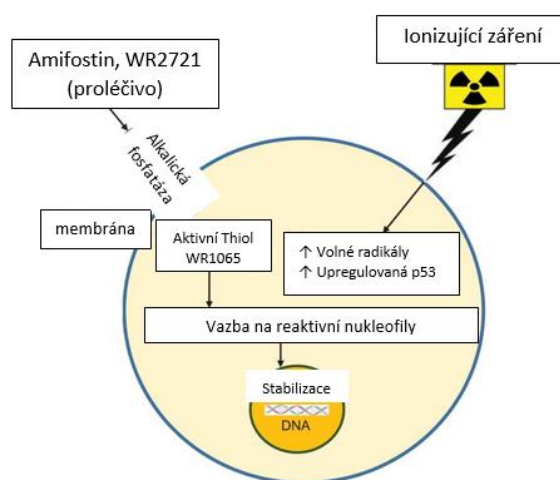 Amifostin, WR2721
(proléčivo)
Ionizující záření
Alkalická
fosfatáza
membrána
Aktivní Thiol
WR1065
↑ Volné radikály
↑ Upregulovaná p53
Vazba na reaktivní nukleofily
Stabilizace
DNA